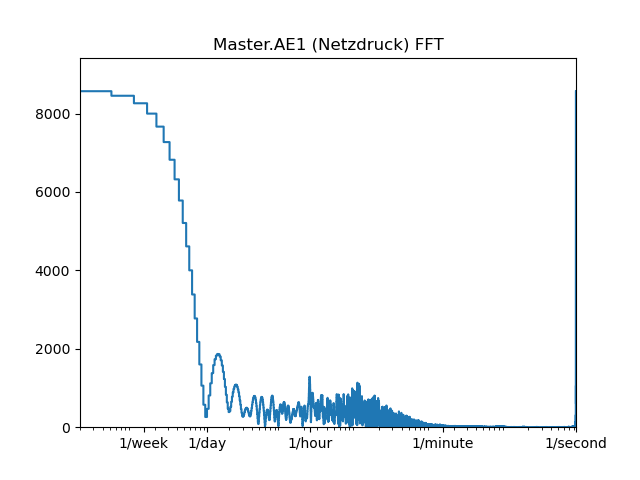 Master.AE1 (Netzdruck) FFT
8000
6000
4000
2000
0
1/week 1/day 1/hour 1/minute 1/second